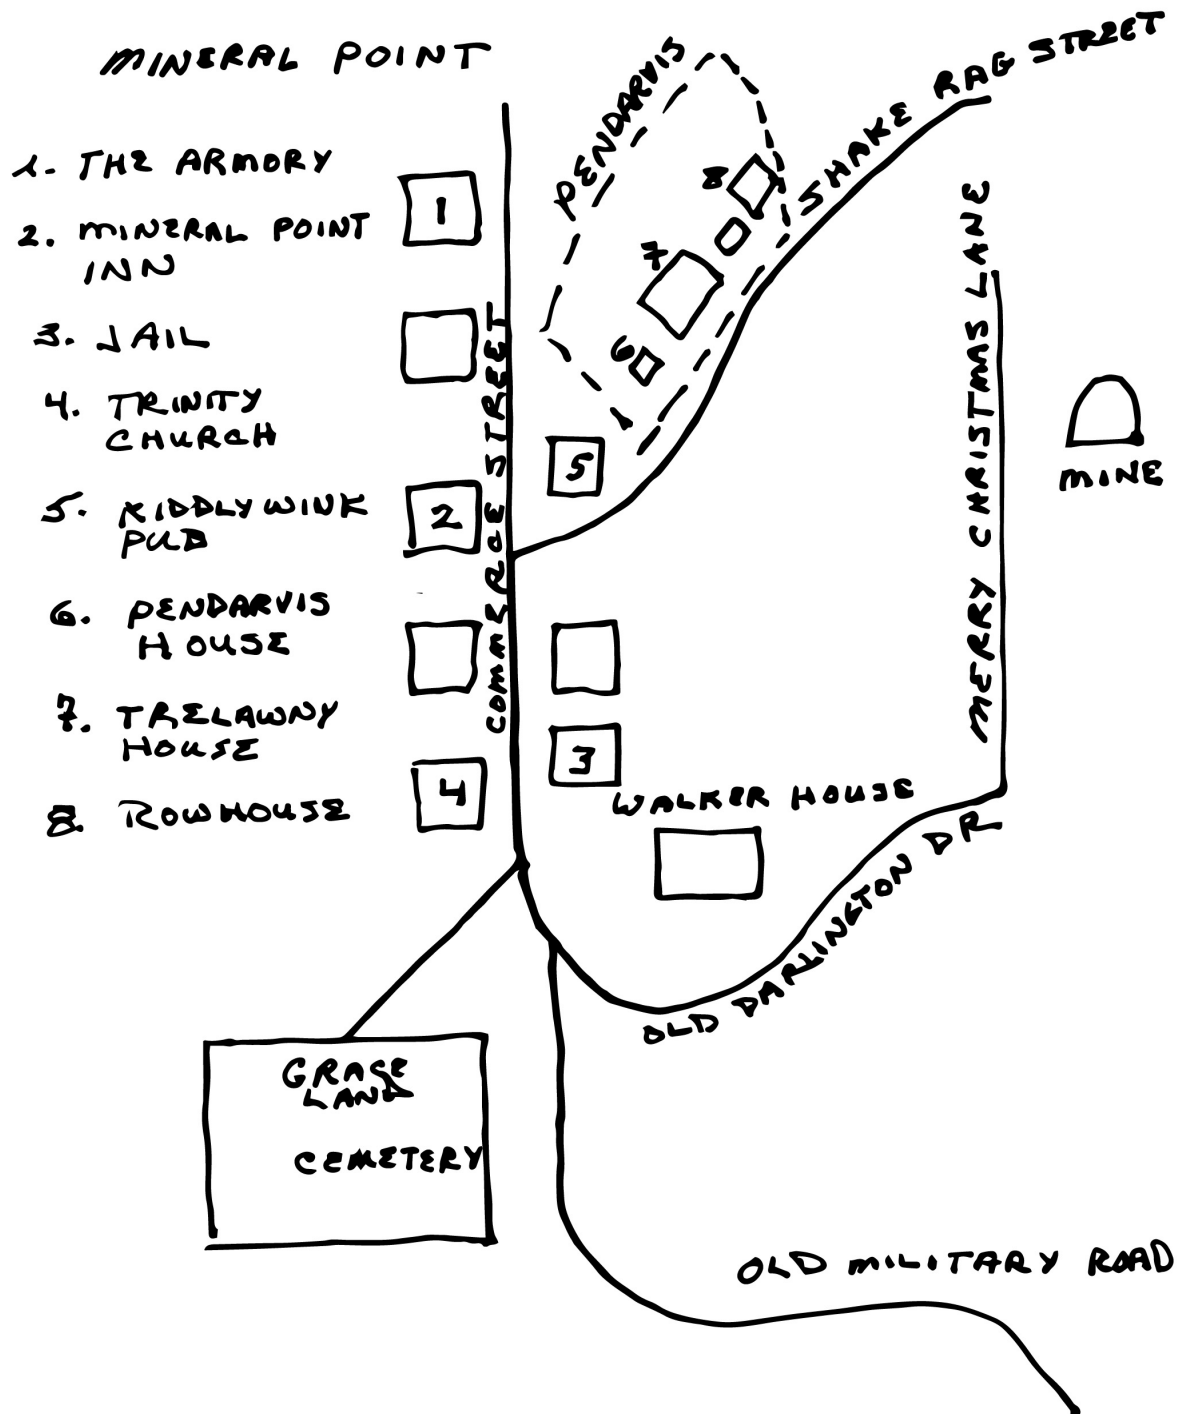 MINERAL POINT
1. THE ARMORY
2. MINERAL POINT
INN
3. JAIL
4. TRINITY
CHURCH
5. KIDDLYWINK
PUB
6. PENDARVIS
HOUSE
7. TRELAWNY
HOUSE
8. ROWHOUSE
1
2
4
COMMERCE STREET
PENDARVIS
8
7
6
5
3
SHAKE RAG STREET
MERRY CHRISTMAS LANE
MINE
WALKER HOUSE
OLD DARLINGTON DR
GRACE
LAND
CEMETERY
OLD MILITARY ROAD